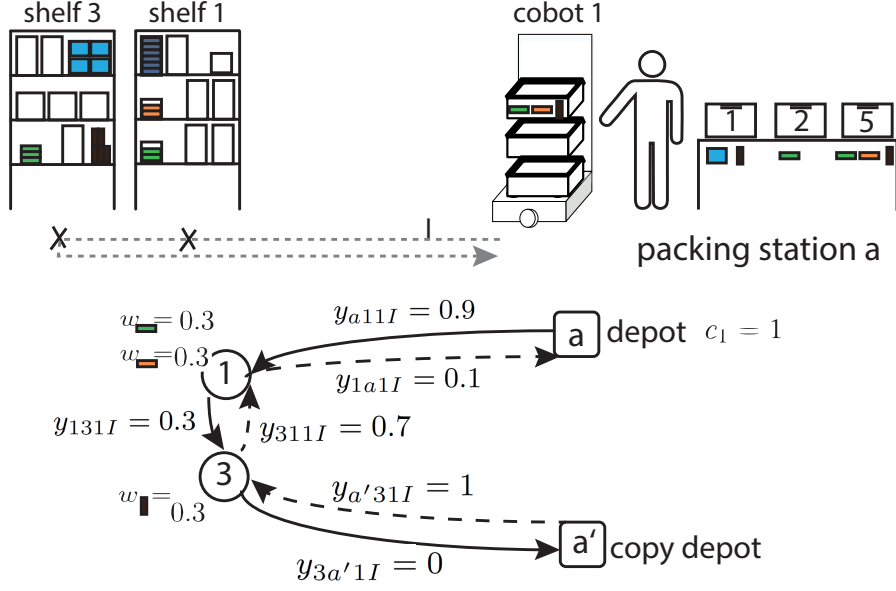 shelf 3 shelf 1 cobot 1
1 2 5
I
packing station a
w = 0.3
w = 0.3
y_{a11I} = 0.9
a depot c_1 = 1
1
y_{1a1I} = 0.1
y_{131I} = 0.3
y_{311I} = 0.7
3
w = 0.3
y_{a'31I} = 1
a' copy depot
y_{3a'1I} = 0